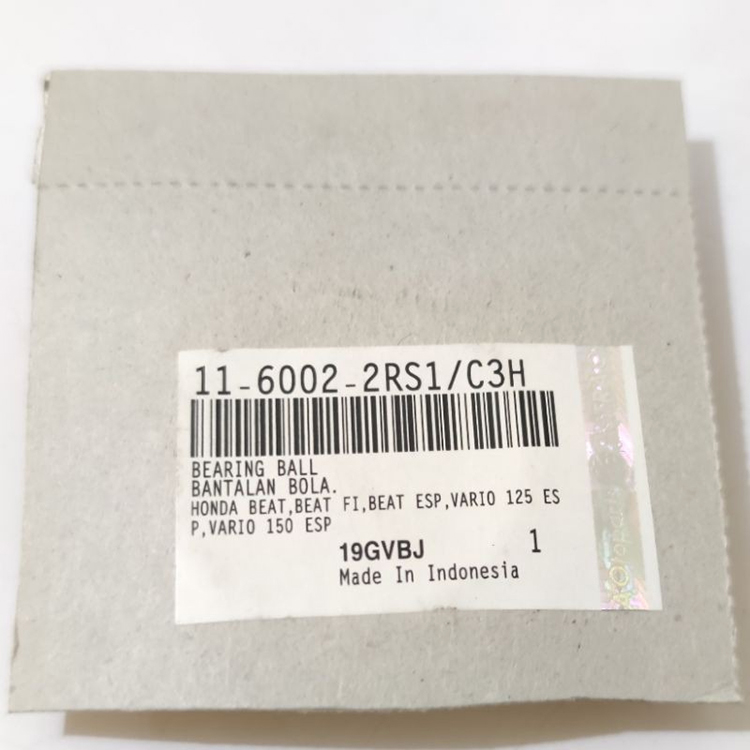 11-6002-2RS1/C3H
BEARING BALL
BANTALAN BOLA.
HONDA BEAT,BEAT FI,BEAT ESP,VARIO 125 ES
P,VARIO 150 ESP
19GVBJ 1
Made In Indonesia